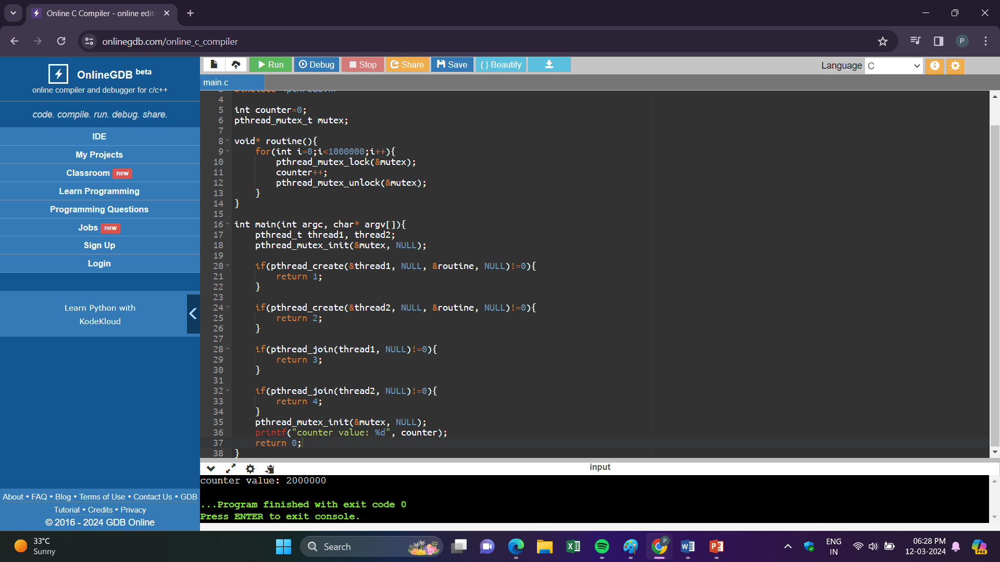 Online C Compiler - online edit
onlinegdb.com/online_c_compiler
P
OnlineGDB beta
online compiler and debugger for c/c++
code. compile. run. debug. share.
IDE
My Projects
Classroom new
Learn Programming
Programming Questions
Jobs new
Sign Up
Login
Learn Python with
KodeKloud
About • FAQ • Blog • Terms of Use • Contact Us • GDB
Tutorial • Credits • Privacy
© 2016 - 2024 GDB Online
Run Debug Stop Share Save { } Beautify
Language C
main.c
3 #include <pthread.h>
4
5 int counter=0;
6 pthread_mutex_t mutex;
7
8 void* routine(){
9 for(int i=0;i<1000000;i++){
10 pthread_mutex_lock(&mutex);
11 counter++;
12 pthread_mutex_unlock(&mutex);
13 }
14 }
15
16 int main(int argc, char* argv[]){
17 pthread_t thread1, thread2;
18 pthread_mutex_init(&mutex, NULL);
19
20 if(pthread_create(&thread1, NULL, &routine, NULL)!=0){
21 return 1;
22 }
23
24 if(pthread_create(&thread2, NULL, &routine, NULL)!=0){
25 return 2;
26 }
27
28 if(pthread_join(thread1, NULL)!=0){
29 return 3;
30 }
31
32 if(pthread_join(thread2, NULL)!=0){
33 return 4;
34 }
35 pthread_mutex_init(&mutex, NULL);
36 printf("counter value: %d", counter);
37 return 0;
38 }
input
counter value: 2000000
...Program finished with exit code 0
Press ENTER to exit console.
33°C
Sunny
Search
P
ENG
IN
06:28 PM
12-03-2024
PRE